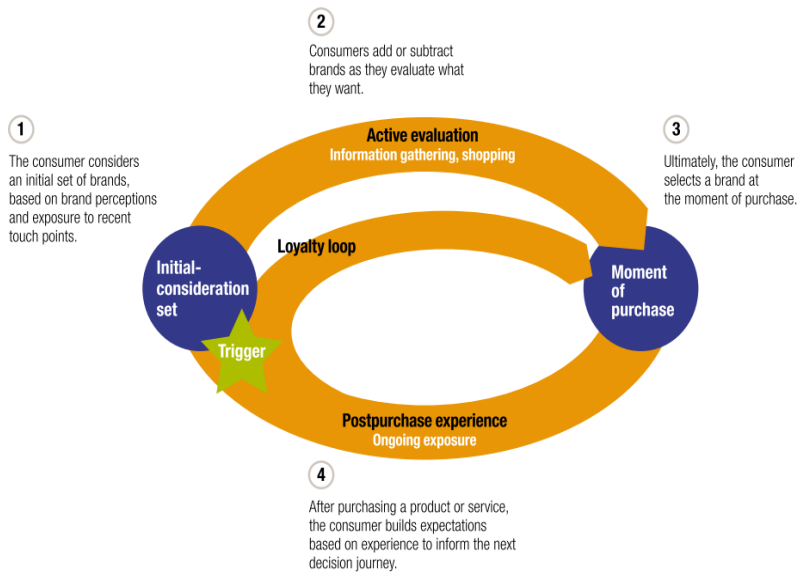 2
Consumers add or subtract
brands as they evaluate what
they want.
1
The consumer considers
an initial set of brands,
based on brand perceptions
and exposure to recent
touch points.
Active evaluation
Information gathering, shopping
3
Ultimately, the consumer
selects a brand at
the moment of purchase.
Loyalty loop
Initial-
consideration
set
Trigger
Moment
of
purchase
Postpurchase experience
Ongoing exposure
4
After purchasing a product or service,
the consumer builds expectations
based on experience to inform the next
decision journey.